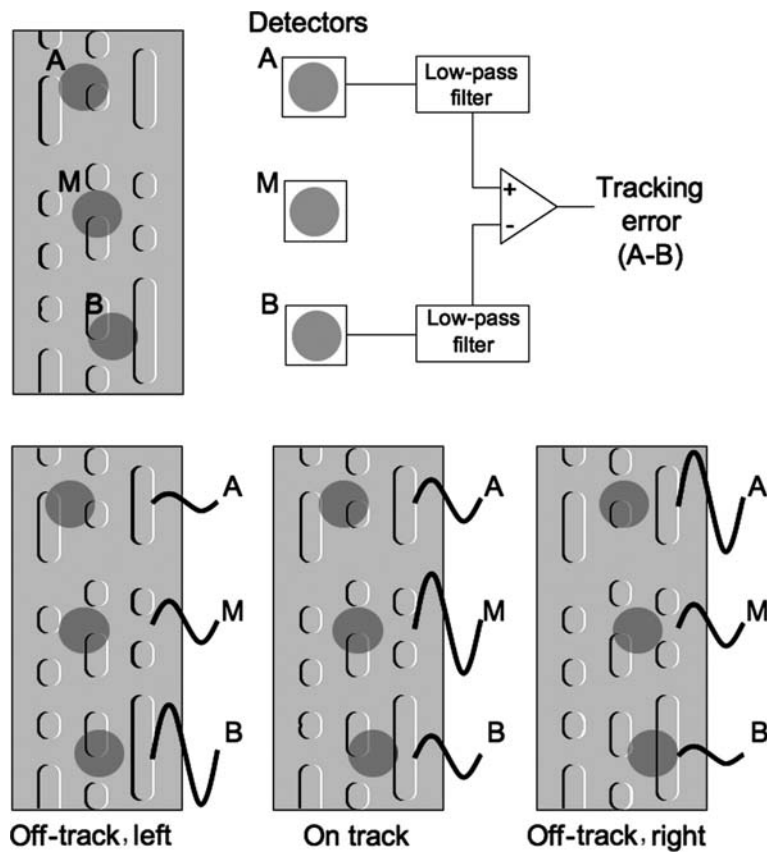 Detectors
A
A
Low-pass
filter
M
M
+
-
Tracking
error
(A-B)
B
B
Low-pass
filter
A
M
B
Off-track, left
A
M
B
On track
A
M
B
Off-track, right